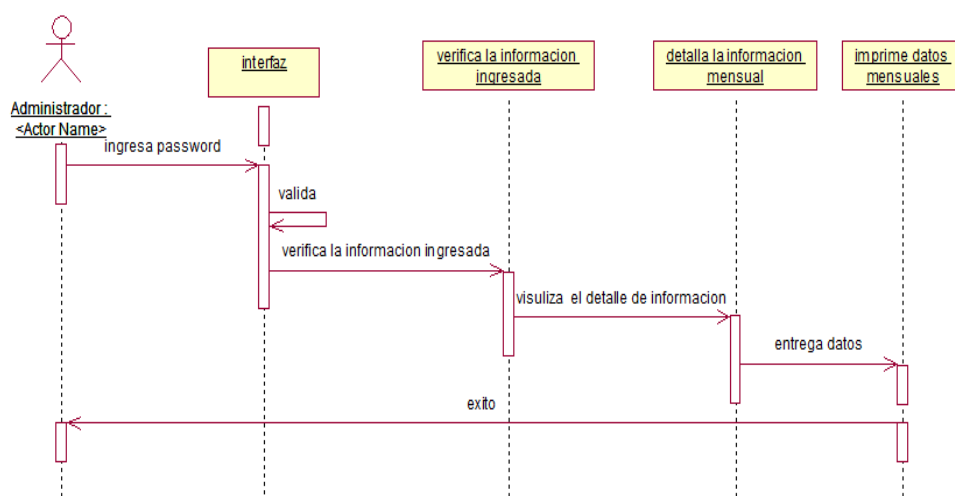 interfaz
verifica la informacion
ingresada
detalla la informacion
mensual
imprime datos
mensuales
Administrador :
<Actor Name>
ingresa password
valida
verifica la informacion ingresada
visuliza el detalle de informacion
entrega datos
exito